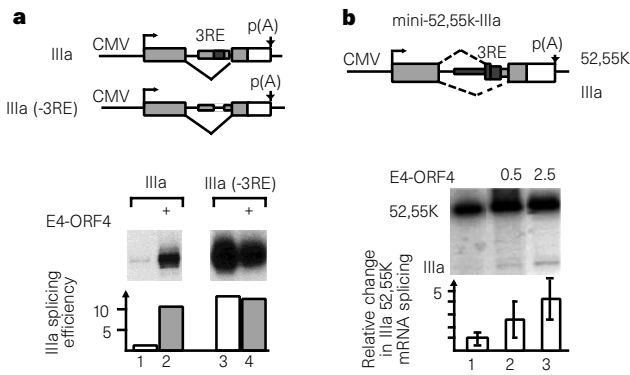 a
3RE
p(A)
CMV
IIIa
p(A)
CMV
IIIa (-3RE)
IIIa
IIIa (-3RE)
E4-ORF4
+
+
IIIa splicing
efficiency
10
5
1 2 3 4
b
mini-52,55k-IIIa
3RE
p(A)
CMV
52,55K
IIIa
E4-ORF4
0.5 2.5
52,55K
IIIa
Relative change
in IIIa 52,55K
mRNA splicing
5
1 2 3